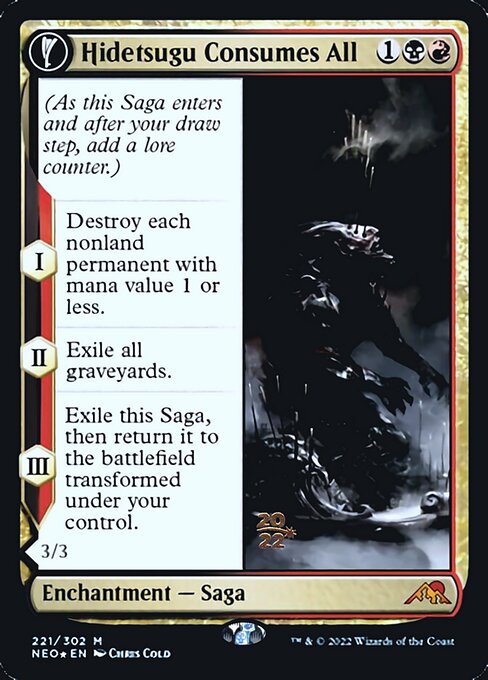 Hidetsugu Consumes All 1
(As this Saga enters
and after your draw
step, add a lore
counter.)
I
Destroy each
nonland
permanent with
mana value 1 or
less.
II
Exile all
graveyards.
III
Exile this Saga,
then return it to
the battlefield
transformed
under your
control.
3/3
20
22
Enchantment — Saga
221/302 M
NEO★EN Chris Cold
™ & © 2022 Wizards of the Coast